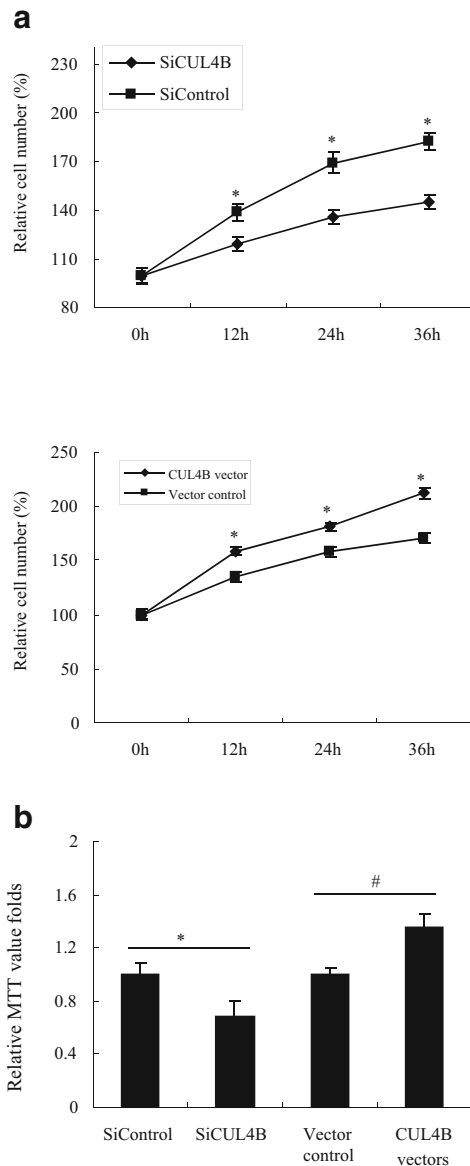 a
SiCUL4B
SiControl
Relative cell number (%)
230
200
170
140
110
80
*
*
*
0h 12h 24h 36h
CUL4B vector
Vector control
Relative cell number (%)
250
200
150
100
50
0
*
*
*
0h 12h 24h 36h
b
Relative MTT value folds
2
1.6
1.2
0.8
0.4
0
*
#
SiControl SiCUL4B Vector control CUL4B vectors